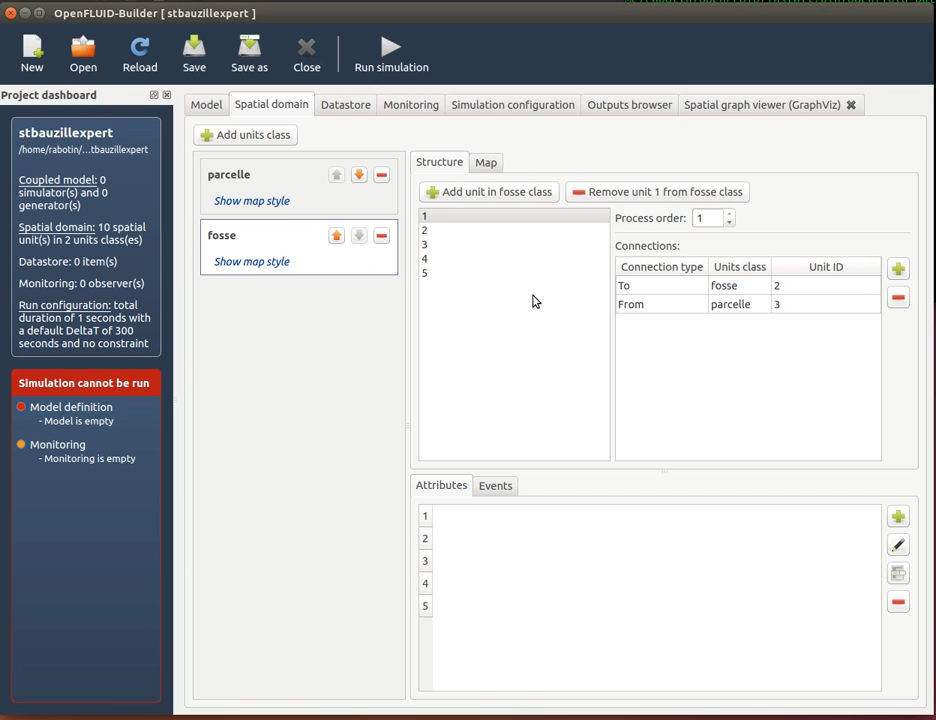 OpenFLUID-Builder [ stbauzillexpert ]
New
Open
Reload
Save
Save as
Close
Run simulation
Project dashboard
stbauzillexpert
/home/rabotin/...tbauzillexpert
Coupled model: 0
simulator(s) and 0
generator(s)
Spatial domain: 10 spatial
unit(s) in 2 units class(es)
Datastore: 0 item(s)
Monitoring: 0 observer(s)
Run configuration: total
duration of 1 seconds with
a default DeltaT of 300
seconds and no constraint
Simulation cannot be run
Model definition
- Model is empty
Monitoring
- Monitoring is empty
Model
Spatial domain
Datastore
Monitoring
Simulation configuration
Outputs browser
Spatial graph viewer (GraphViz)
Add units class
parcelle
Show map style
fosse
Show map style
Structure
Map
Add unit in fosse class
Remove unit 1 from fosse class
1
2
3
4
5
Process order: 1
Connections:
Connection type Units class Unit ID
To fosse 2
From parcelle 3
Attributes
Events
1
2
3
4
5